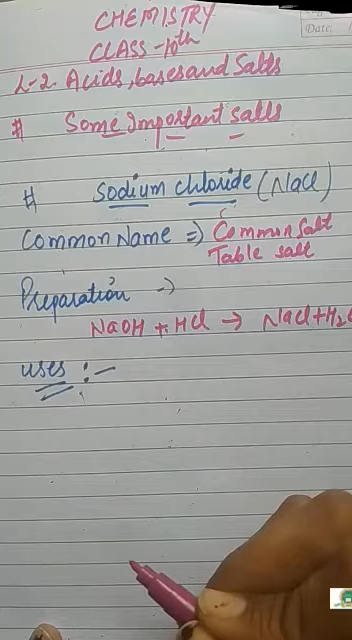 CHEMISTRY
Date:
CLASS - 10th
L-2. Acids, bases and Salts
# Some Important salts
# Sodium chloride (NaCl)
Common Name => Common Salt
Table salt
Preparation ->
NaOH + HCl -> NaCl + H2O
uses :-